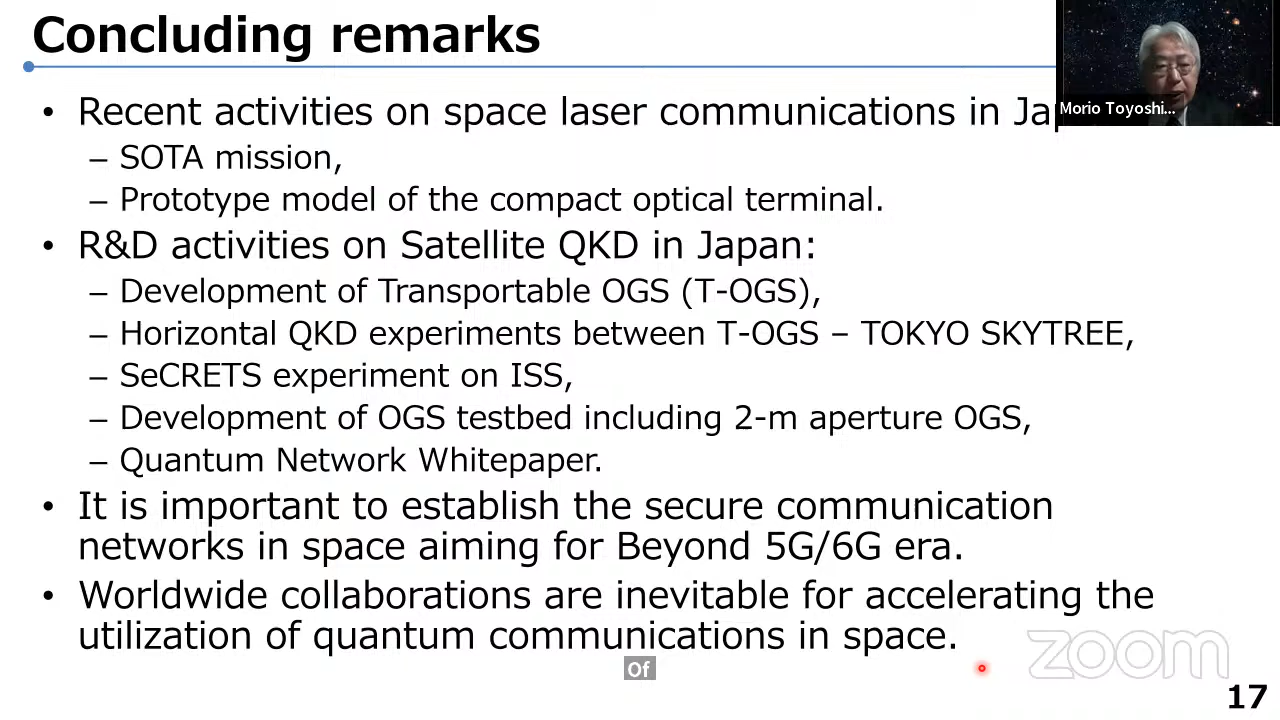 Concluding remarks
Morio Toyoshi...
• Recent activities on space laser communications in Jap
– SOTA mission,
– Prototype model of the compact optical terminal.
• R&D activities on Satellite QKD in Japan:
– Development of Transportable OGS (T-OGS),
– Horizontal QKD experiments between T-OGS – TOKYO SKYTREE,
– SeCRETS experiment on ISS,
– Development of OGS testbed including 2-m aperture OGS,
– Quantum Network Whitepaper.
• It is important to establish the secure communication
networks in space aiming for Beyond 5G/6G era.
• Worldwide collaborations are inevitable for accelerating the
utilization of quantum communications in space.
zoom
Of
17